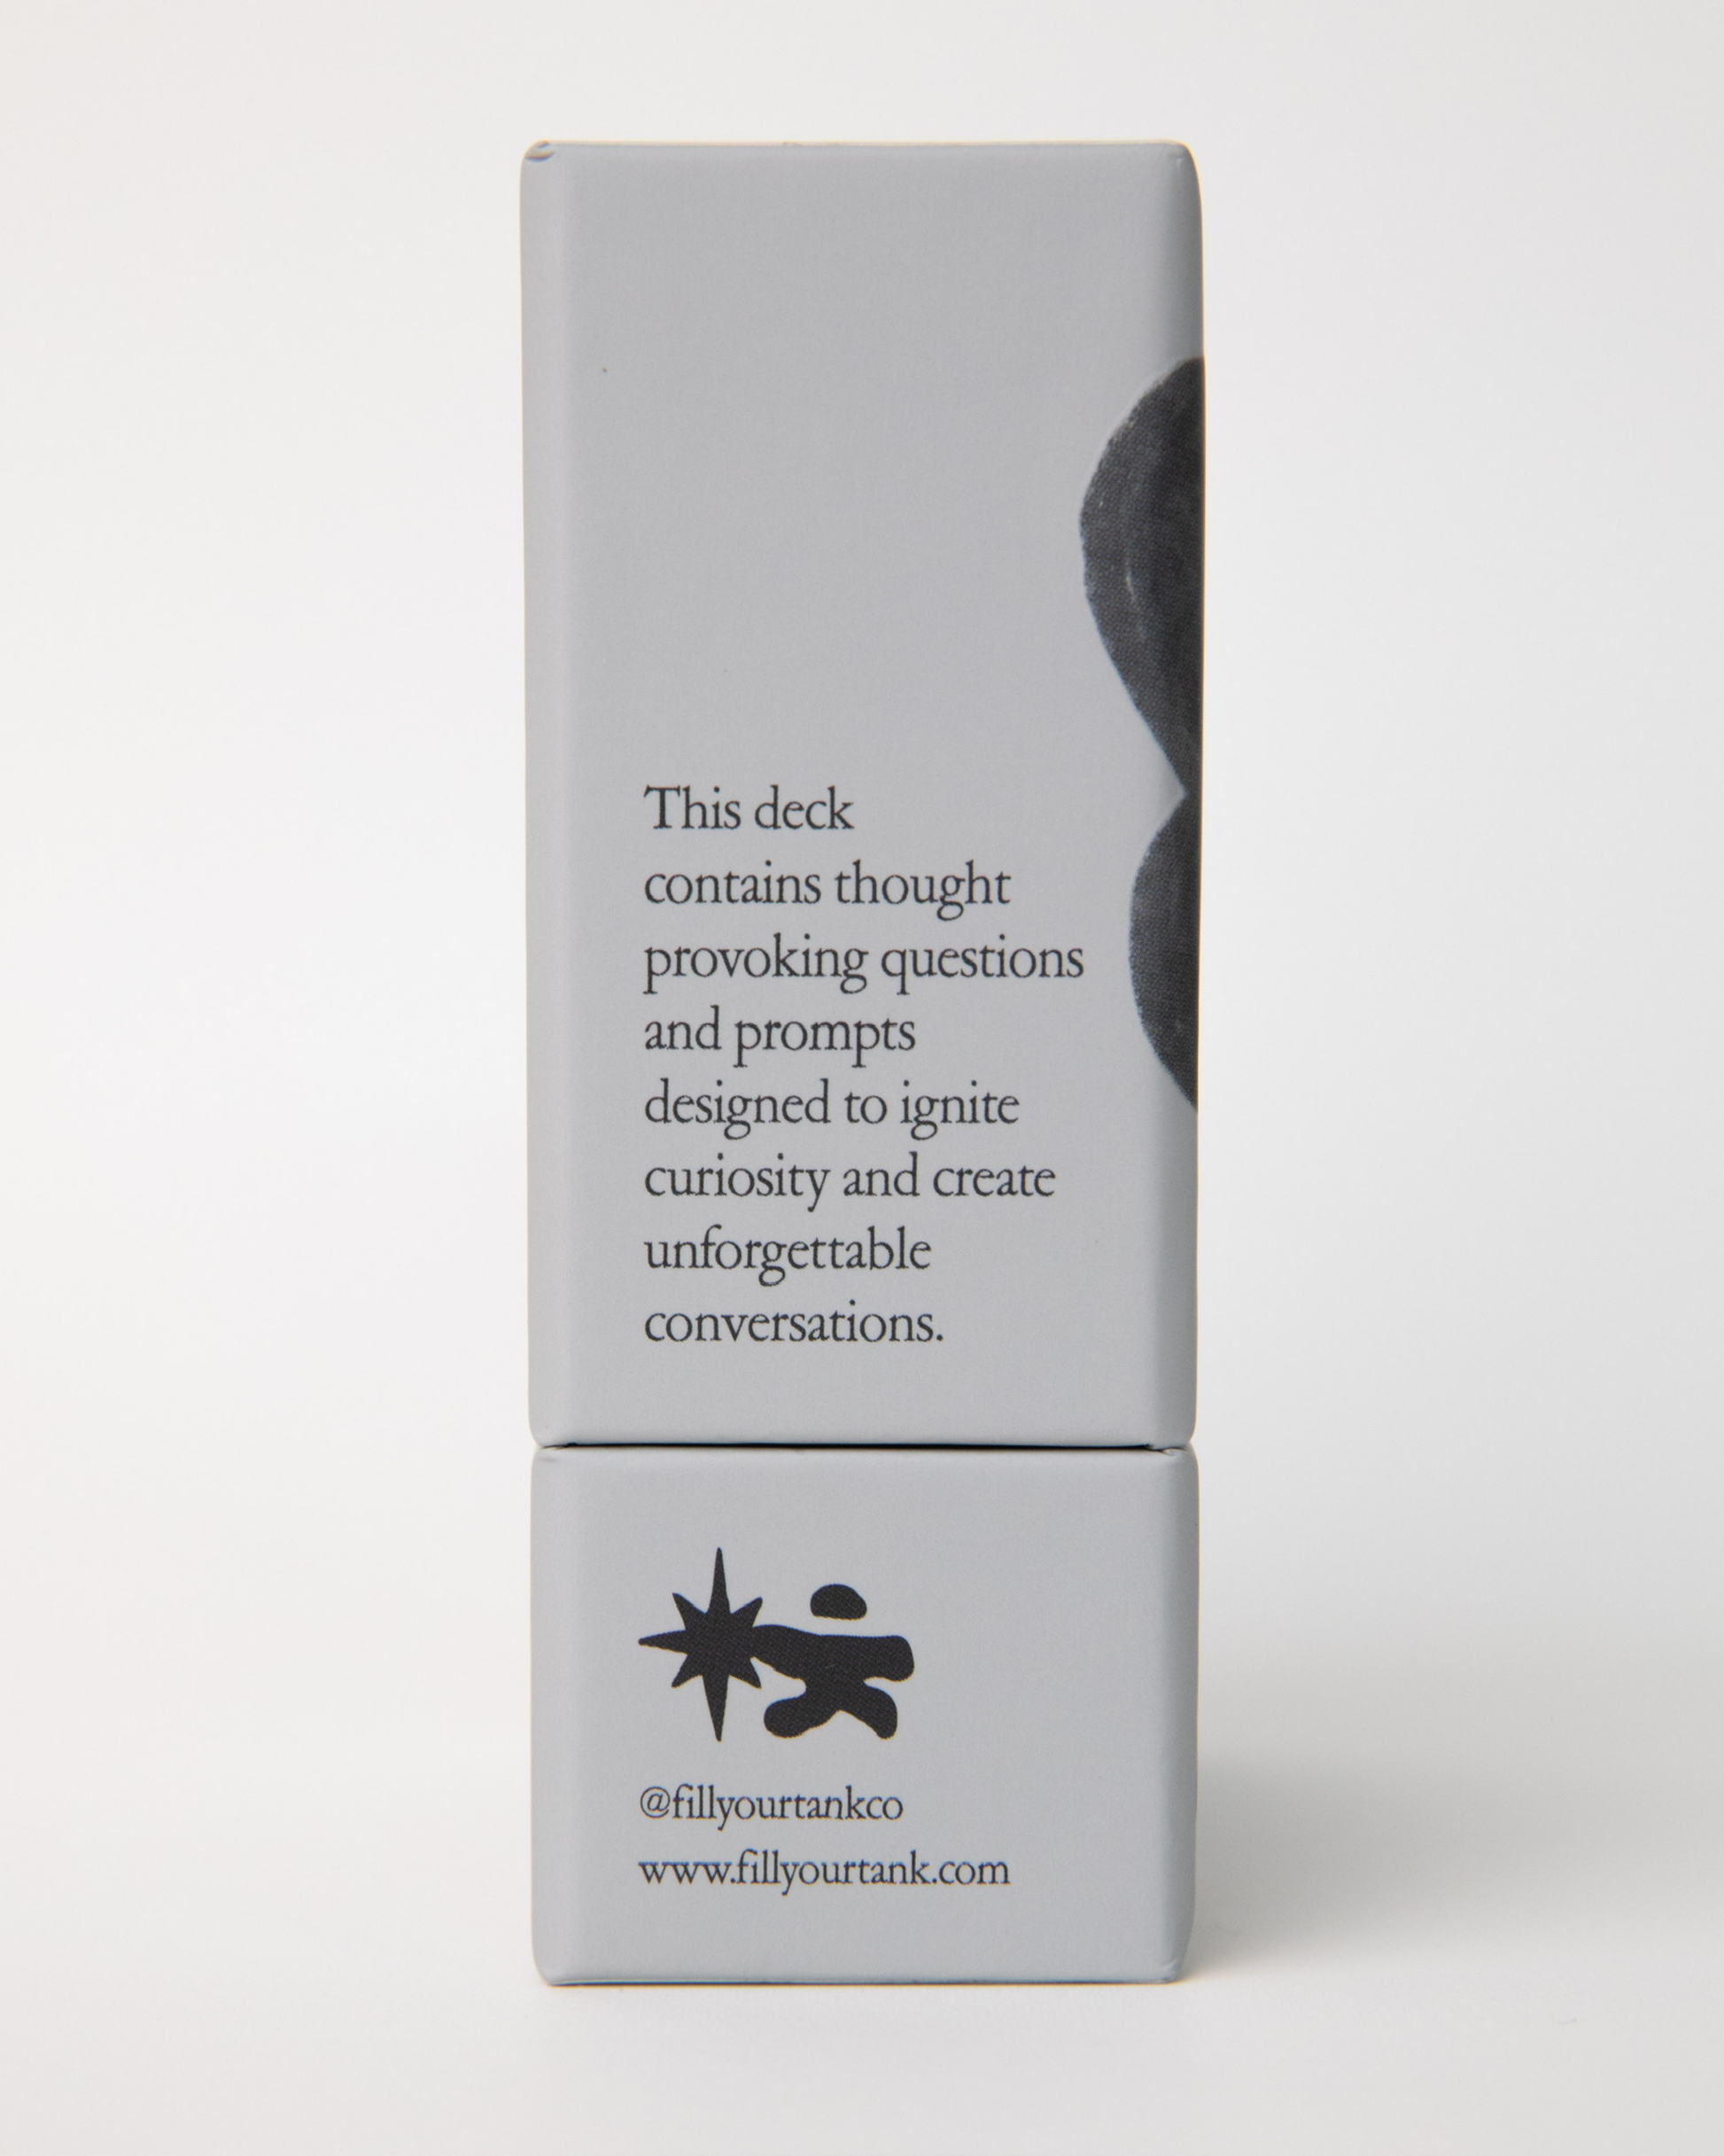 This deck
contains thought
provoking questions
and prompts
designed to ignite
curiosity and create
unforgettable
conversations.
@fillyourtankco
www.fillyourtank.com